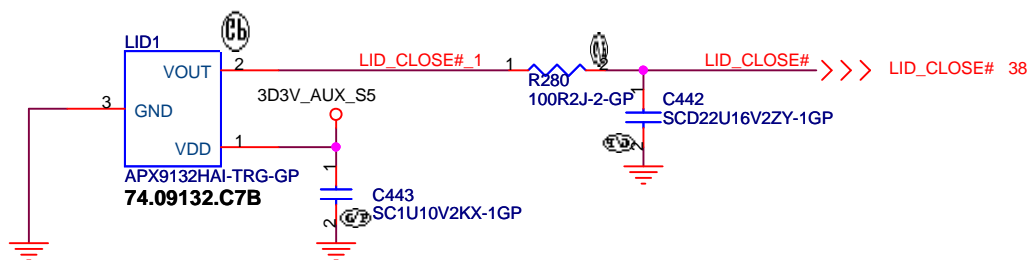 LID1
VOUT
2
LID_CLOSE#_1
1
R280
100R2J-2-GP
LID_CLOSE#
LID_CLOSE# 38
3
GND
3D3V_AUX_S5
1
C442
SCD22U16V2ZY-1GP
2
VDD
1
APX9132HAI-TRG-GP
74.09132.C7B
1
C443
SC1U10V2KX-1GP
2